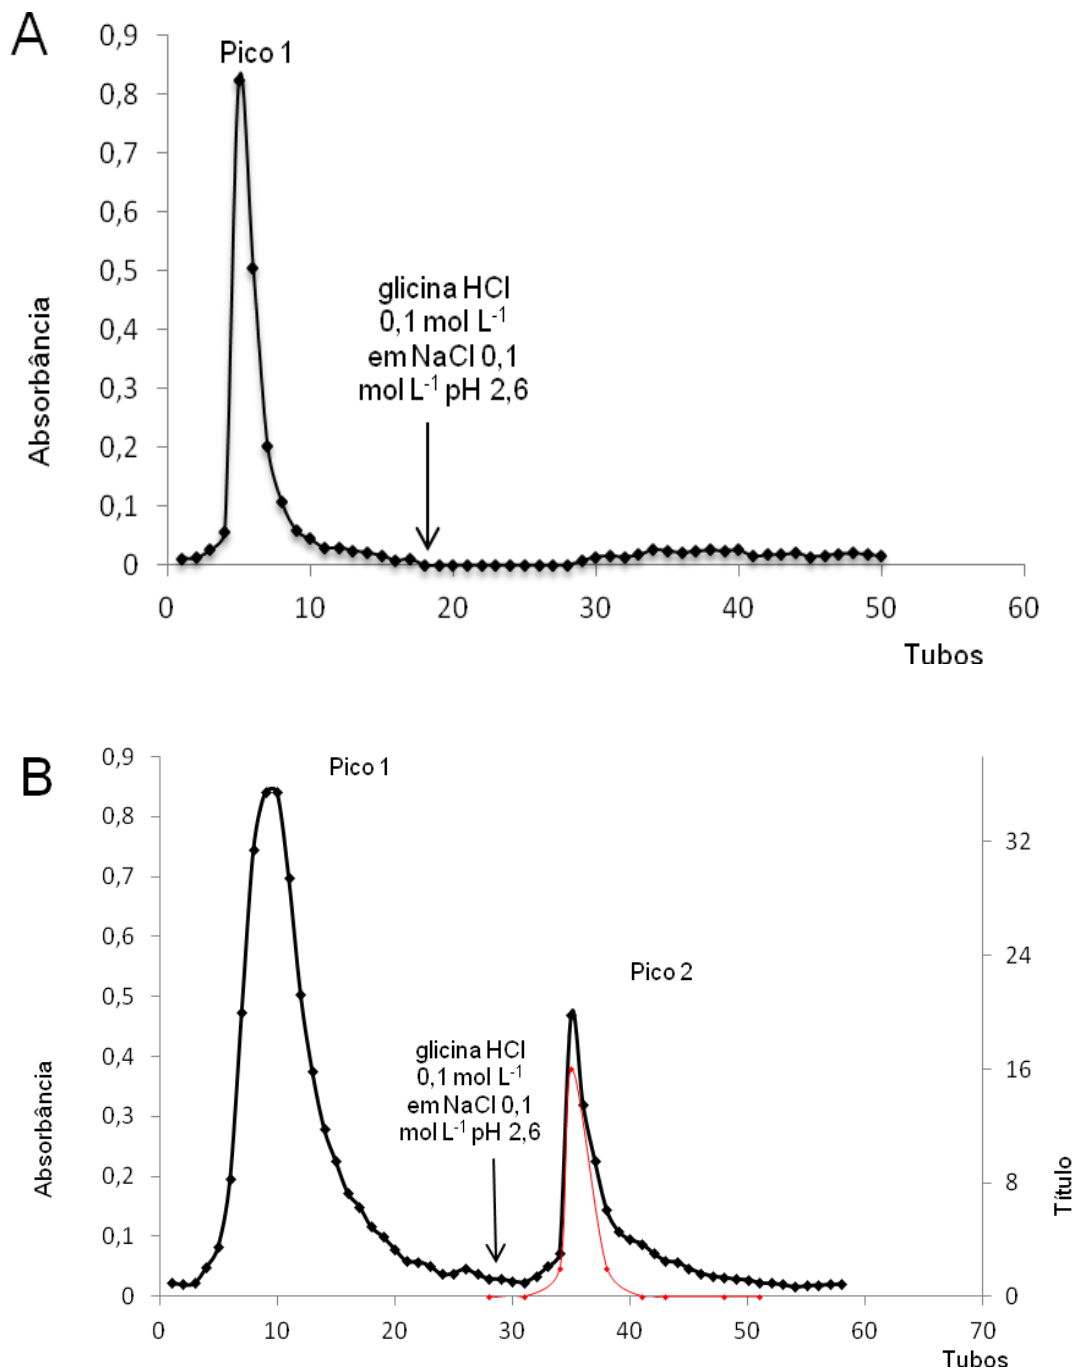 A
Pico 1
0,9
0,8
0,7
0,6
0,5
0,4
0,3
0,2
0,1
0
Absorbância
glicina HCl
0,1 mol L⁻¹
em NaCl 0,1
mol L⁻¹ pH 2,6
0 10 20 30 40 50 60
Tubos
B
Pico 1
0,9
0,8
0,7
0,6
0,5
0,4
0,3
0,2
0,1
0
Absorbância
Pico 2
glicina HCl
0,1 mol L⁻¹
em NaCl 0,1
mol L⁻¹ pH 2,6
32
24
16
8
0
Título
0 10 20 30 40 50 60 70
Tubos